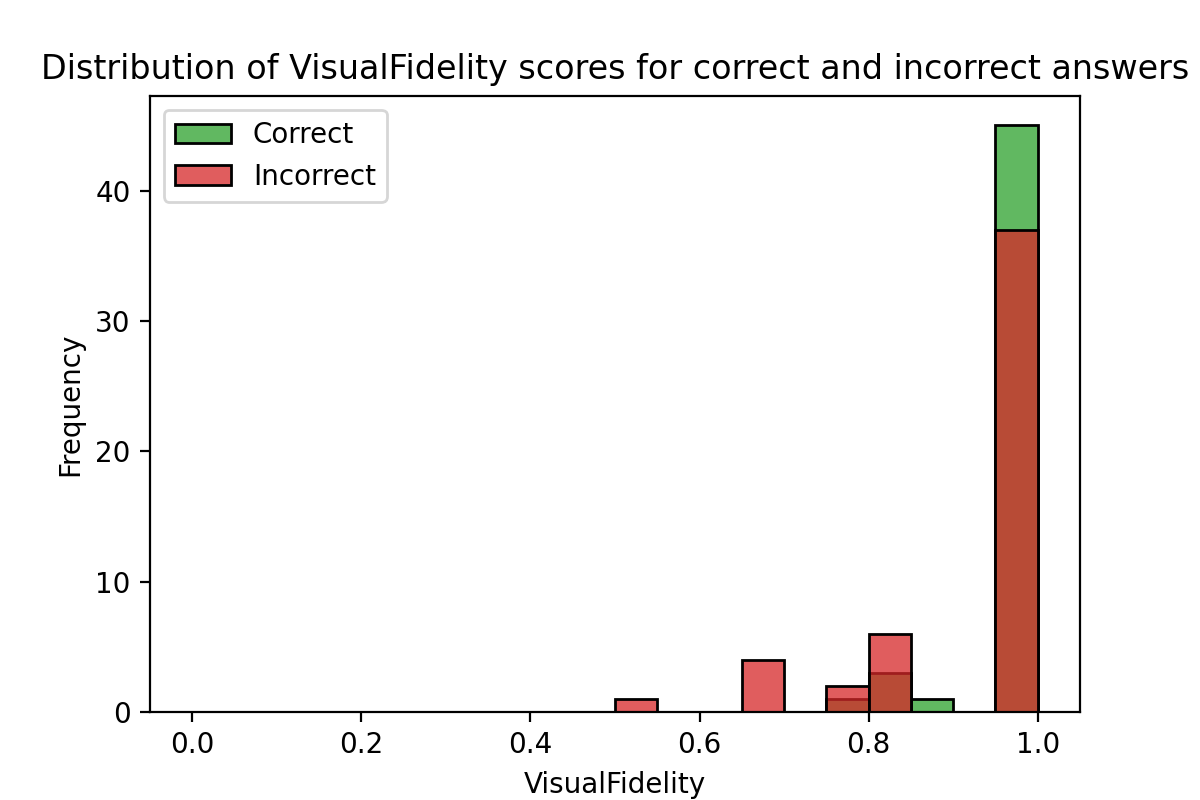 Distribution of VisualFidelity scores for correct and incorrect answers
Correct
Incorrect
Frequency
40
30
20
10
0
0.0 0.2 0.4 0.6 0.8 1.0
VisualFidelity